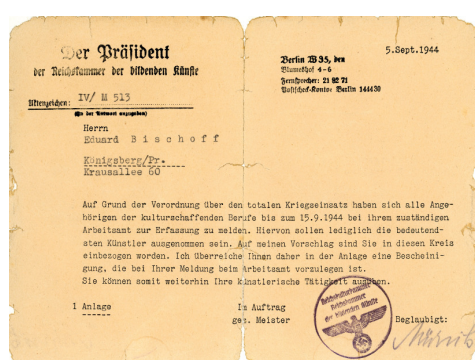 Der Präsident
der Reichskammer der bildenden Künste
Aktenzeichen: IV/ M 513
(In der Antwort anzugeben)
Berlin W 35, den 5.Sept.1944
Blumeshof 4-6
Fernsprecher: 21 82 71
Postscheck-Konto: Berlin 144430
Herrn
Eduard Bischoff
Königsberg/Pr.
Krausallee 60
Auf Grund der Verordnung über den totalen Kriegseinsatz haben sich alle Ange-
hörigen der kulturschaffenden Berufe bis zum 15.9.1944 bei ihrem zuständigen
Arbeitsamt zur Erfassung zu melden. Hiervon sollen lediglich die bedeutend-
sten Künstler ausgenommen sein. Auf meinen Vorschlag sind Sie in diesen Kreis
einbezogen worden. Ich überreiche Ihnen daher in der Anlage eine Bescheini-
gung, die bei Ihrer Meldung beim Arbeitsamt vorzulegen ist.
Sie können somit weiterhin Ihre künstlerische Tätigkeit ausüben.
1 Anlage
Im Auftrag
gez. Meister
Reichskulturkammer
Reichskammer
der bildenden Künste
Beglaubigt: